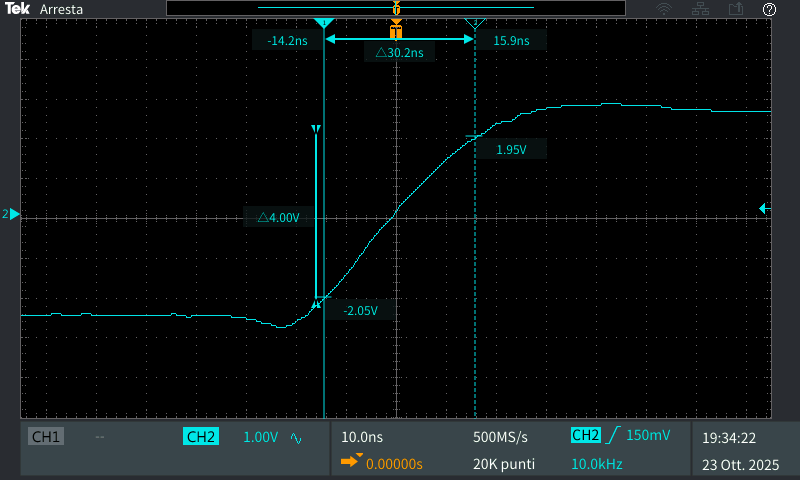 Tek Arresta
-14.2ns 15.9ns
△30.2ns
1.95V
△4.00V
-2.05V
2
T
CH1 -- CH2 1.00V 10.0ns 500MS/s CH2 150mV 19:34:22
0.00000s 20K punti 10.0kHz 23 Ott. 2025